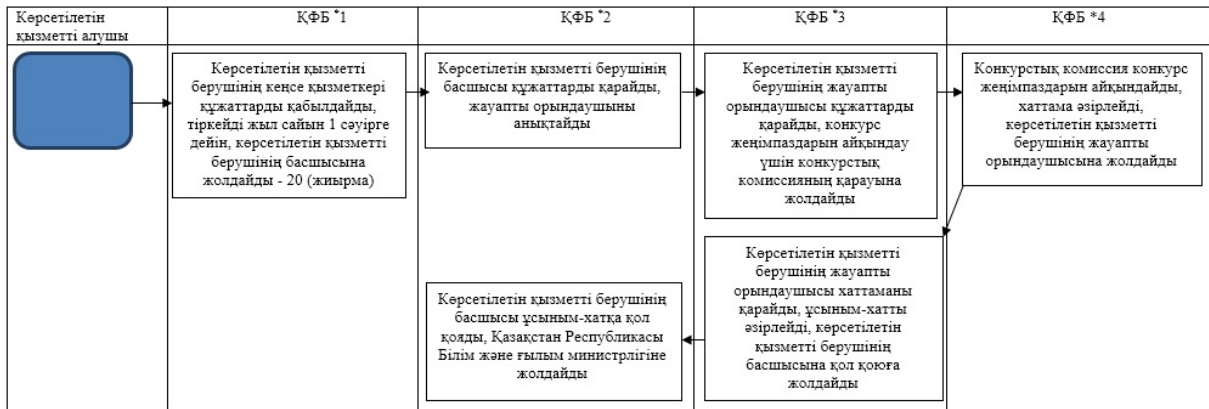 Көрсетілетін
қызметті алушы
ҚФБ *1
ҚФБ *2
ҚФБ *3
ҚФБ *4
Көрсетілетін қызметті
берушінің кеңсе қызметкері
құжаттарды қабылдайды,
тіркейді жыл сайын 1 сәуірге
дейін, көрсетілетін қызметті
берушінің басшысына
жолдайды - 20 (жиырма)
Көрсетілетін қызметті берушінің
басшысы құжаттарды қарайды,
жауапты орындаушыны
анықтайды
Көрсетілетін қызметті
берушінің жауапты
орындаушысы құжаттарды
қарайды, конкурс
жеңімпаздарын айқындау
үшін конкурстық
комиссияның қарауына
жолдайды
Конкурстық комиссия конкурс
жеңімпаздарын айқындайды,
хаттама әзірлейді,
көрсетілетін қызметті
берушінің жауапты
орындаушысына жолдайды
Көрсетілетін қызметті
берушінің жауапты
орындаушысы хаттаманы
қарайды, ұсыным-хатты
әзірлейді, көрсетілетін
қызметті берушінің
басшысына қол қоюға
жолдайды
Көрсетілетін қызметті берушінің
басшысы ұсыным-хатқа қол
қояды, Қазақстан Республикасы
Білім және ғылым министрлігіне
жолдайды